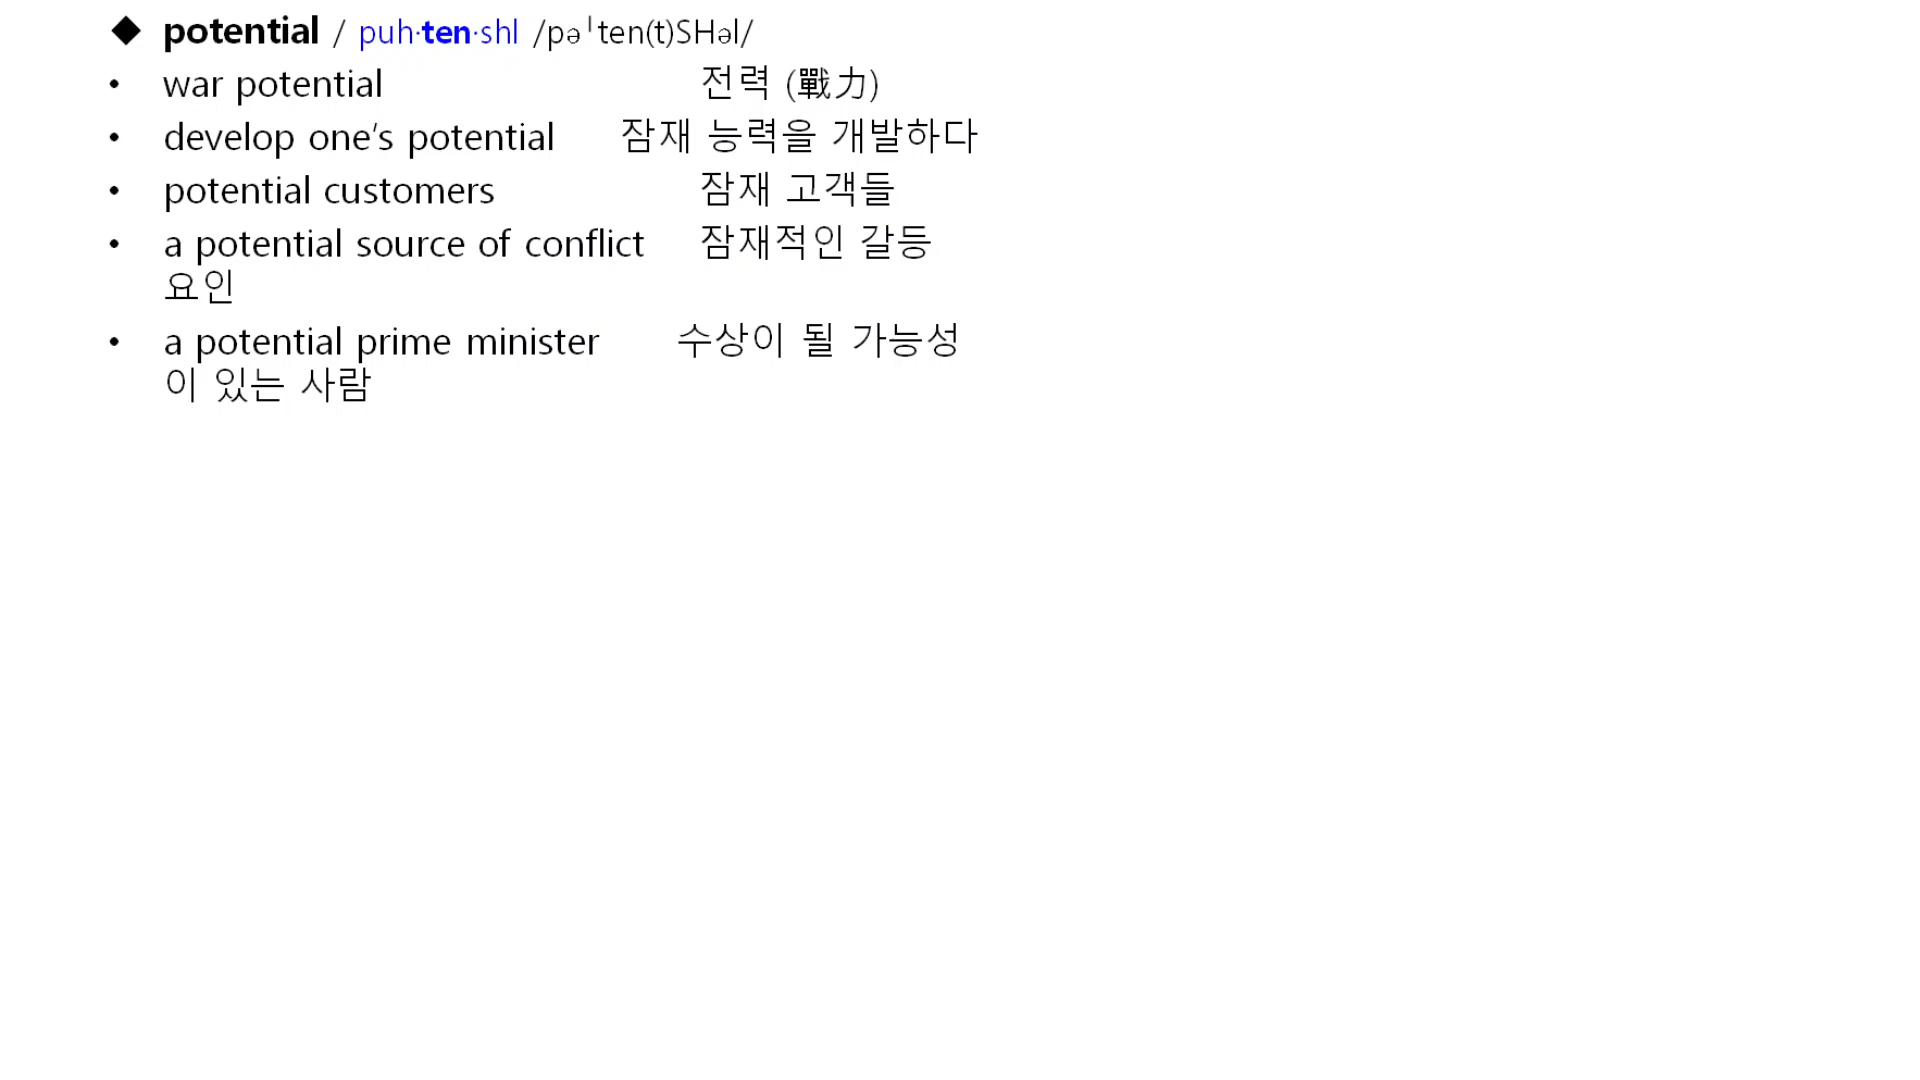 ◆ potential / puh·ten·shl /pəˈten(t)SHəl/
• war potential 전력 (戰力)
• develop one's potential 잠재 능력을 개발하다
• potential customers 잠재 고객들
• a potential source of conflict 잠재적인 갈등
요인
• a potential prime minister 수상이 될 가능성
이 있는 사람